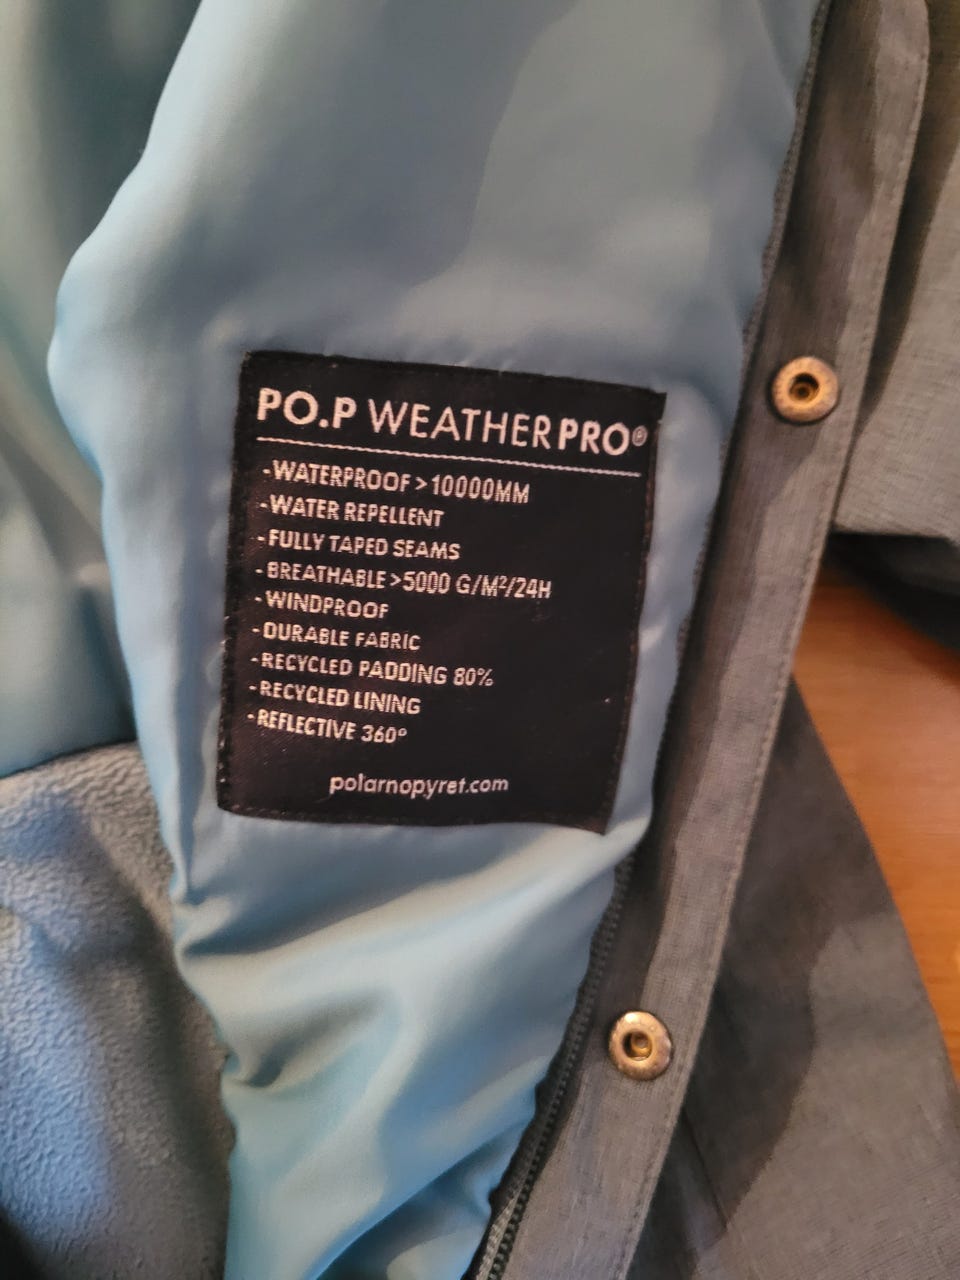 PO.P WEATHERPRO®
-WATERPROOF >10000MM
-WATER REPELLENT
-FULLY TAPED SEAMS
-BREATHABLE >5000 G/M²/24H
-WINDPROOF
-DURABLE FABRIC
-RECYCLED PADDING 80%
-RECYCLED LINING
-REFLECTIVE 360°
polarnopyret.com